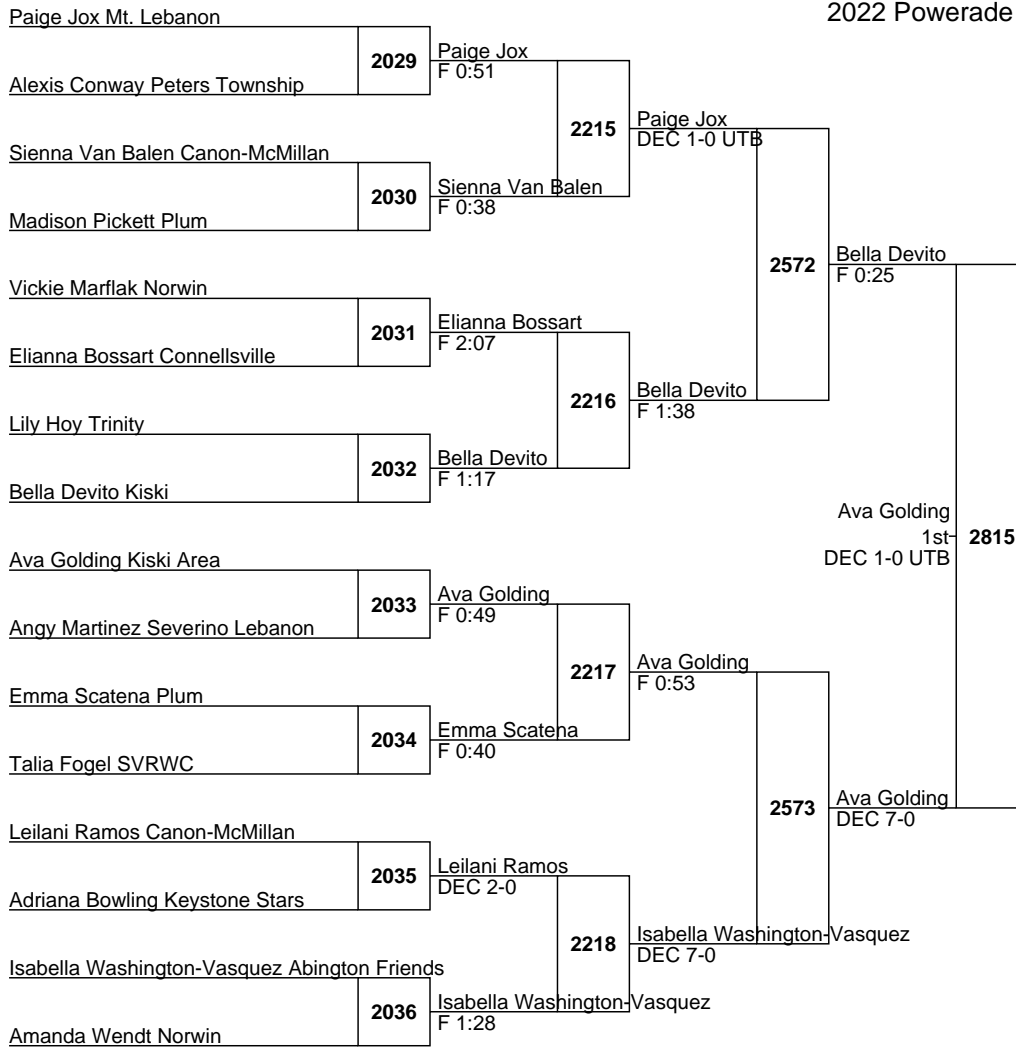 2022 Powerade
Paige Jox Mt. Lebanon
2029
Paige Jox
F 0:51
Alexis Conway Peters Township
2215
Paige Jox
DEC 1-0 UTB
Sienna Van Balen Canon-McMillan
2030
Sienna Van Balen
F 0:38
Madison Pickett Plum
2572
Bella Devito
F 0:25
Vickie Marflak Norwin
2031
Elianna Bossart
F 2:07
Elianna Bossart Connellsville
2216
Bella Devito
F 1:38
Lily Hoy Trinity
2032
Bella Devito
F 1:17
Bella Devito Kiski
Ava Golding
1st
DEC 1-0 UTB
2815
Ava Golding Kiski Area
2033
Ava Golding
F 0:49
Angy Martinez Severino Lebanon
2217
Ava Golding
F 0:53
Emma Scatena Plum
2034
Emma Scatena
F 0:40
Talia Fogel SVRWC
2573
Ava Golding
DEC 7-0
Leilani Ramos Canon-McMillan
2035
Leilani Ramos
DEC 2-0
Adriana Bowling Keystone Stars
2218
Isabella Washington-Vasquez
DEC 7-0
Isabella Washington-Vasquez Abington Friends
2036
Isabella Washington-Vasquez
F 1:28
Amanda Wendt Norwin